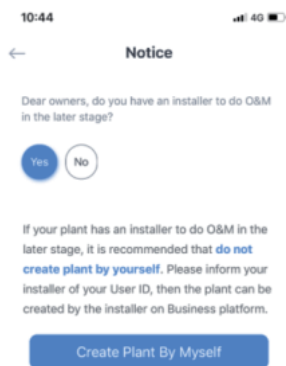 10:44
4G
Notice
Dear owners, do you have an installer to do O&M
in the later stage?
Yes
No
If your plant has an installer to do O&M in the
later stage, it is recommended that do not
create plant by yourself. Please inform your
installer of your User ID, then the plant can be
created by the installer on Business platform.
Create Plant By Myself